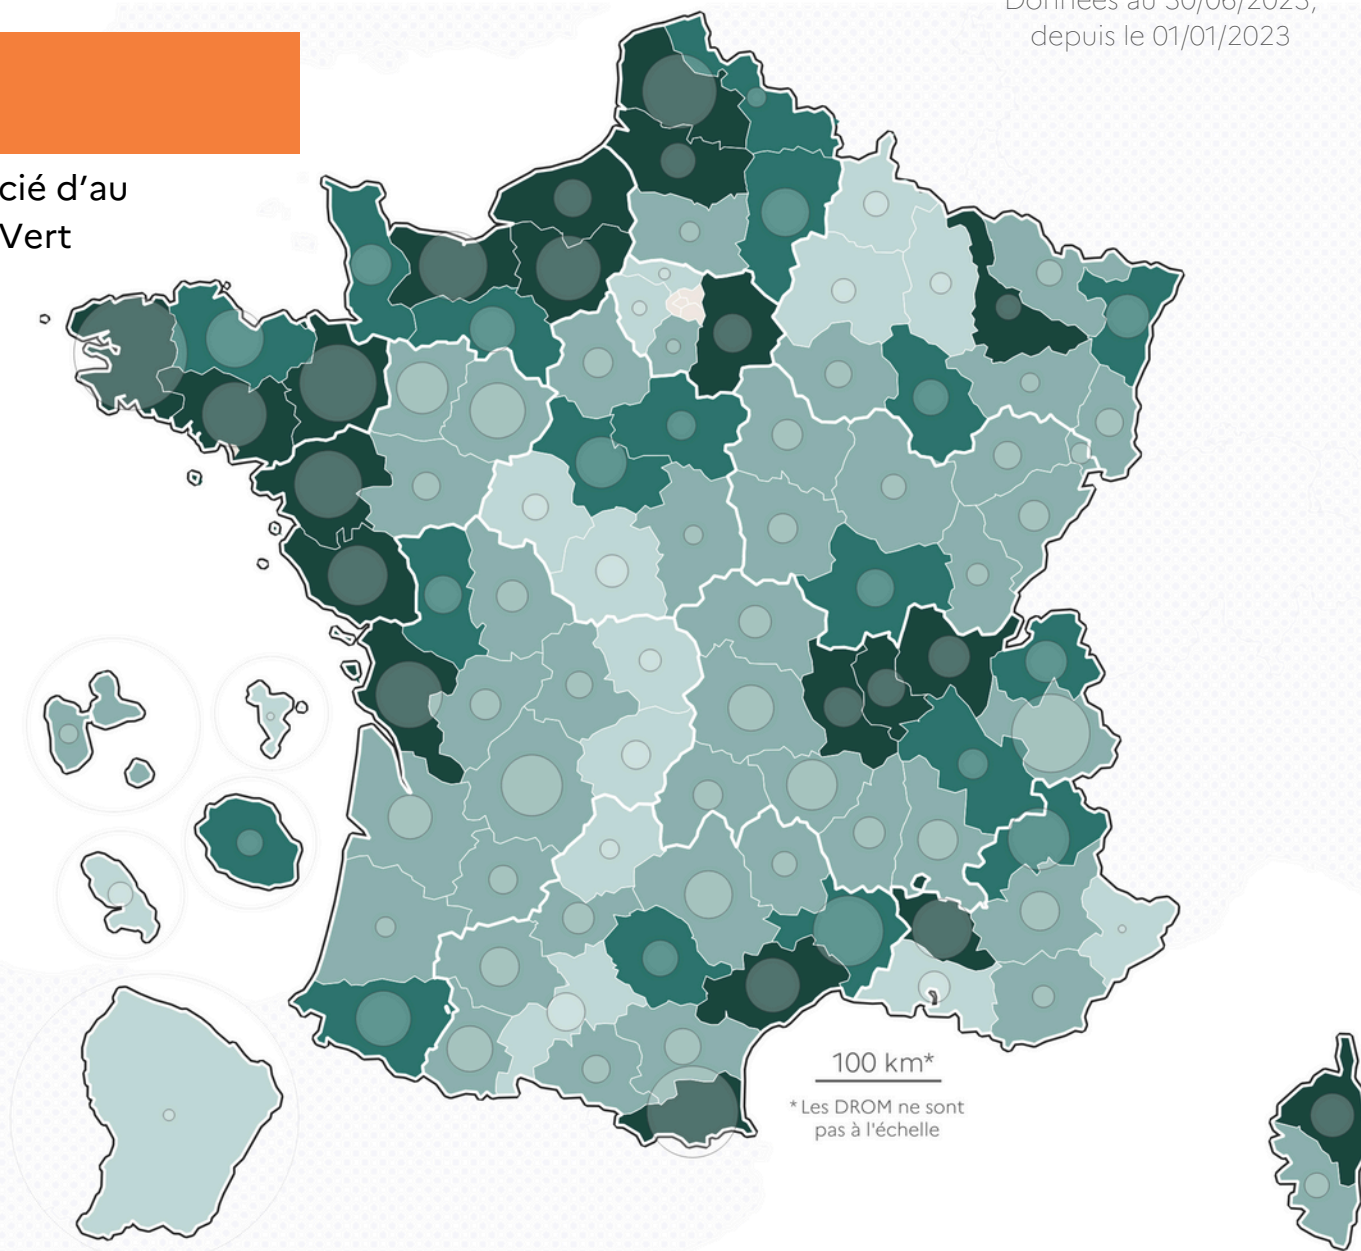 Données au 30/06/2023,
depuis le 01/01/2023
cié d'au
Vert
100 km*
*Les DROM ne sont
pas à l'échelle